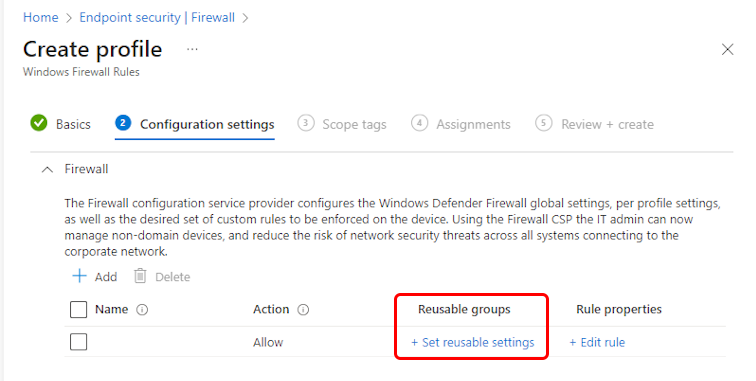 Home > Endpoint security | Firewall >
Create profile ...
Windows Firewall Rules
Basics 2 Configuration settings 3 Scope tags 4 Assignments 5 Review + create
Firewall
The Firewall configuration service provider configures the Windows Defender Firewall global settings, per profile settings,
as well as the desired set of custom rules to be enforced on the device. Using the Firewall CSP the IT admin can now
manage non-domain devices, and reduce the risk of network security threats across all systems connecting to the
corporate network.
+ Add Delete
Name Action Reusable groups Rule properties
Allow + Set reusable settings + Edit rule